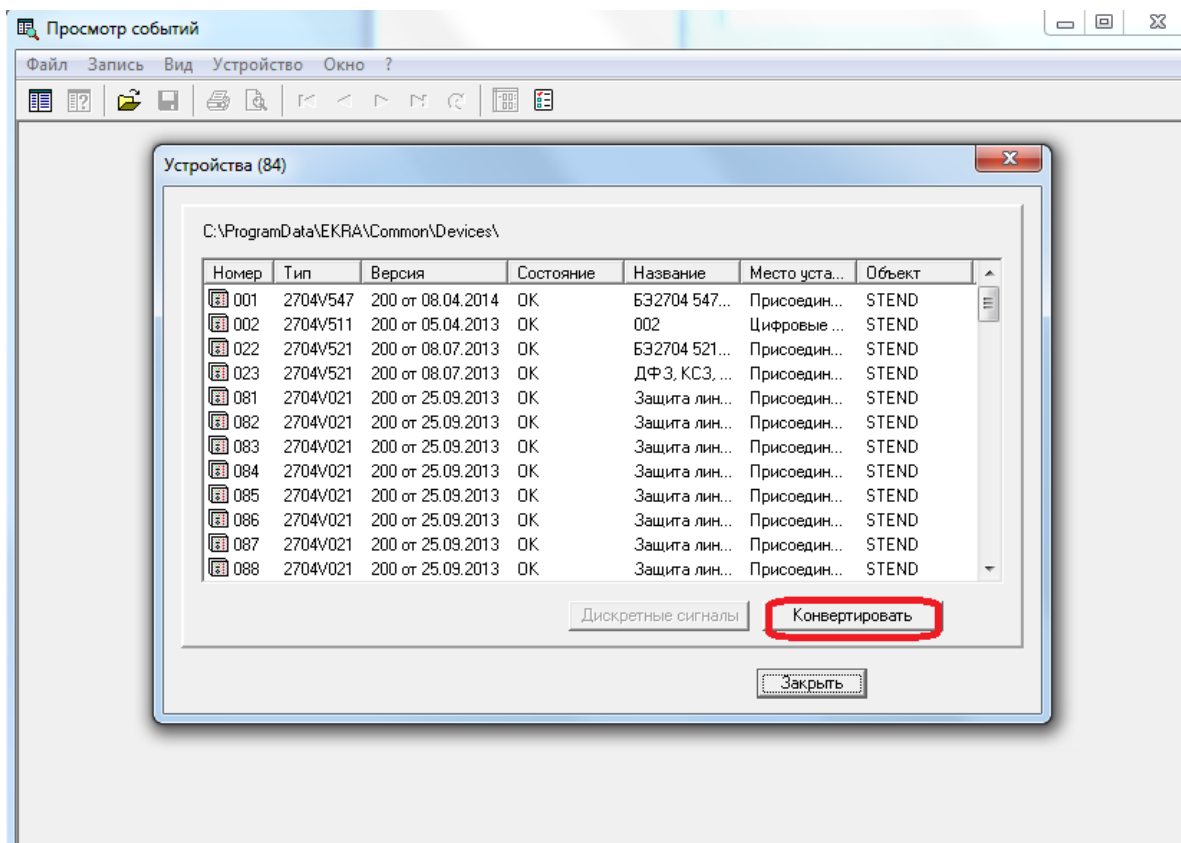 Просмотр событий
Файл Запись Вид Устройство Окно ?
Устройства (84)
C:\ProgramData\EKRA\Common\Devices\
Номер Тип Версия Состояние Название Место уста... Объект
001 2704V547 200 от 08.04.2014 OK БЭ2704 547... Присоедин... STEND
002 2704V511 200 от 05.04.2013 OK 002 Цифровые ... STEND
022 2704V521 200 от 08.07.2013 OK БЭ2704 521... Присоедин... STEND
023 2704V521 200 от 08.07.2013 OK ДФЗ, КСЗ, ... Присоедин... STEND
081 2704V021 200 от 25.09.2013 OK Защита лин... Присоедин... STEND
082 2704V021 200 от 25.09.2013 OK Защита лин... Присоедин... STEND
083 2704V021 200 от 25.09.2013 OK Защита лин... Присоедин... STEND
084 2704V021 200 от 25.09.2013 OK Защита лин... Присоедин... STEND
085 2704V021 200 от 25.09.2013 OK Защита лин... Присоедин... STEND
086 2704V021 200 от 25.09.2013 OK Защита лин... Присоедин... STEND
087 2704V021 200 от 25.09.2013 OK Защита лин... Присоедин... STEND
088 2704V021 200 от 25.09.2013 OK Защита лин... Присоедин... STEND
Дискретные сигналы Конвертировать
Закрыть